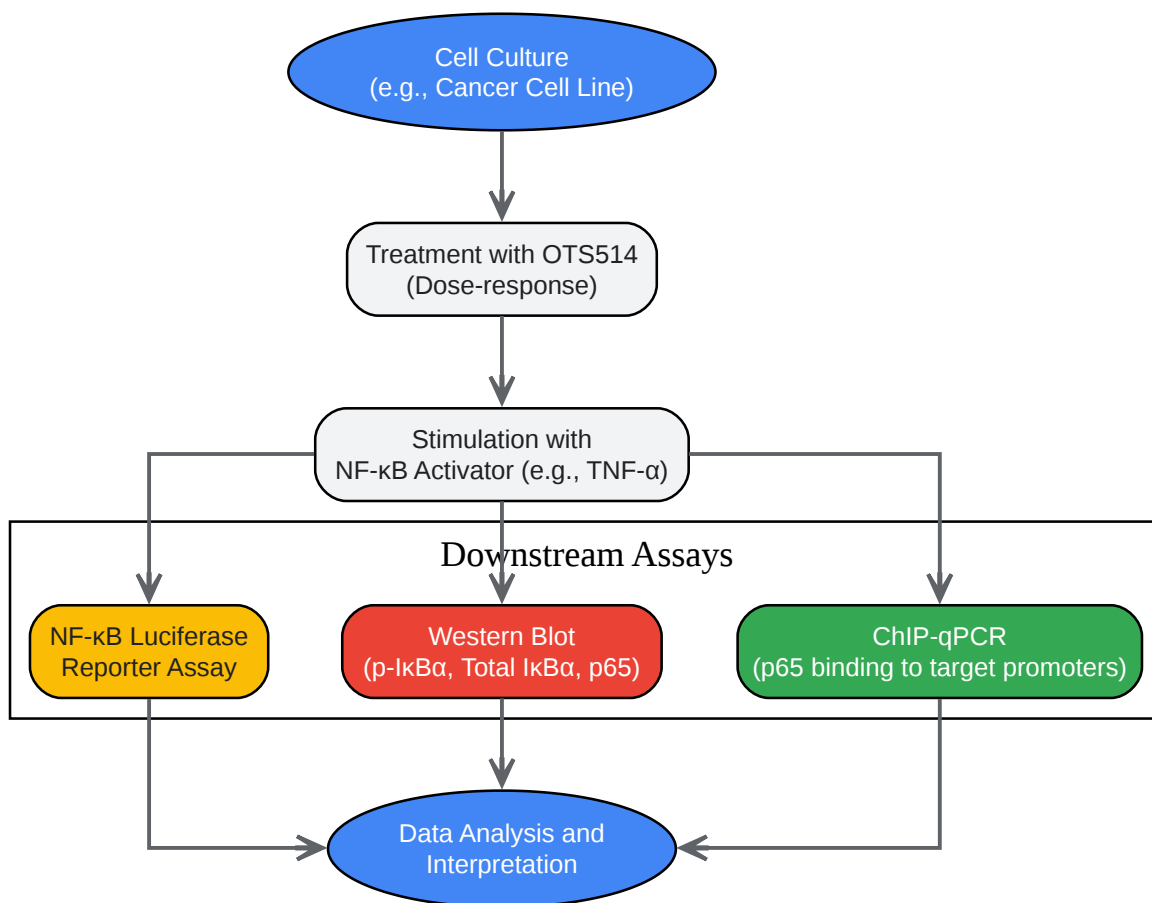 Cell Culture
(e.g., Cancer Cell Line)
Treatment with OTS514
(Dose-response)
Stimulation with
NF-κB Activator (e.g., TNF-α)
Downstream Assays
NF-κB Luciferase
Reporter Assay
Western Blot
(p-IκBα, Total IκBα, p65)
ChIP-qPCR
(p65 binding to target promoters)
Data Analysis and
Interpretation